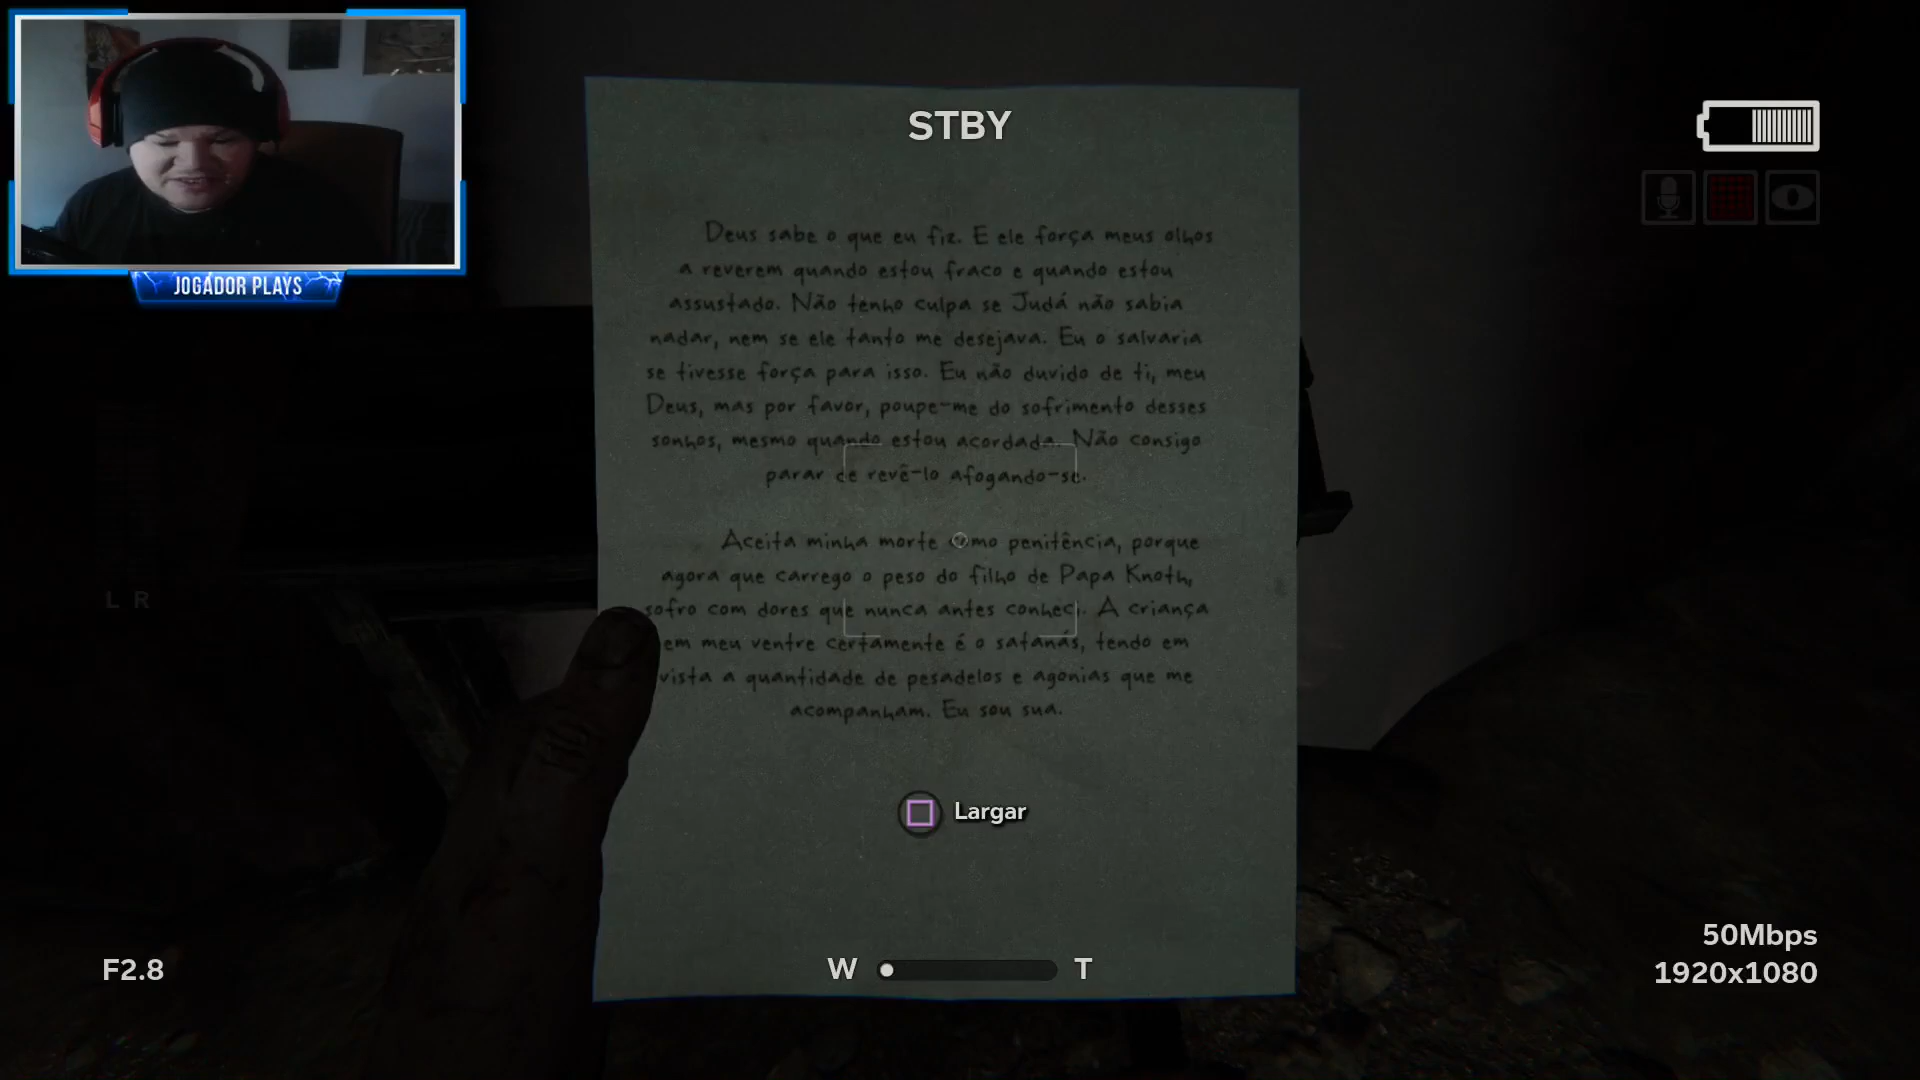 STBY
JOGADOR PLAYS
Deus sabe o que eu fiz. E ele força meus olhos
a reverem quando estou fraco e quando estou
assustado. Não tenho culpa se Judá não sabia
nadar, nem se ele tanto me desejava. Eu o salvaria
se tivesse força para isso. Eu não duvido de ti, meu
Deus, mas por favor, poupe-me do sofrimento desses
sonhos, mesmo quando estou acordada. Não consigo
parar de revê-lo afogando-se.
Aceita minha morte como penitência, porque
agora que carrego o peso do filho de Papa Knoth,
sofro com dores que nunca antes conheci. A criança
em meu ventre certamente é o satanás, tendo em
vista a quantidade de pesadelos e agonias que me
acompanham. Eu sou sua.
L R
Largar
F2.8
W T
50Mbps
1920x1080